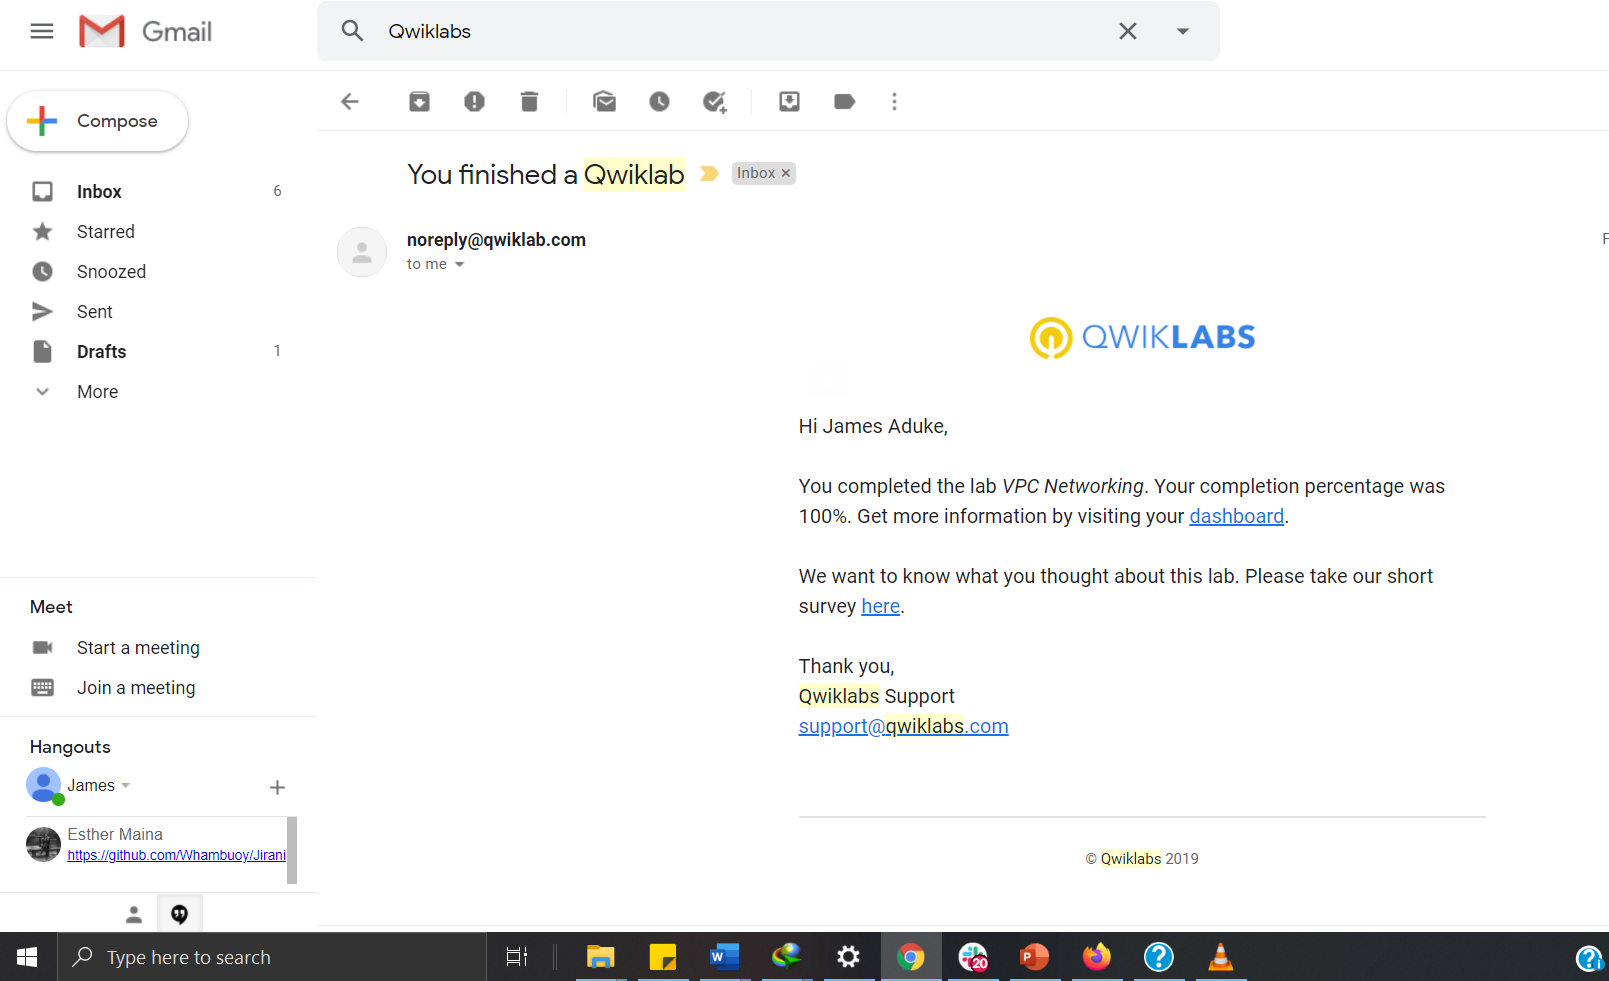 Gmail
Qwiklabs
Compose
You finished a Qwiklab
Inbox ×
Inbox 6
Starred
Snoozed
Sent
Drafts 1
More
noreply@qwiklab.com
to me
F
QWIKLABS
Hi James Aduke,
You completed the lab VPC Networking. Your completion percentage was
100%. Get more information by visiting your dashboard.
We want to know what you thought about this lab. Please take our short
survey here.
Thank you,
Qwiklabs Support
support@qwiklabs.com
© Qwiklabs 2019
Meet
Start a meeting
Join a meeting
Hangouts
James
Esther Maina
https://github.com/Whambuoy/Jirani
Type here to search
W
20
P